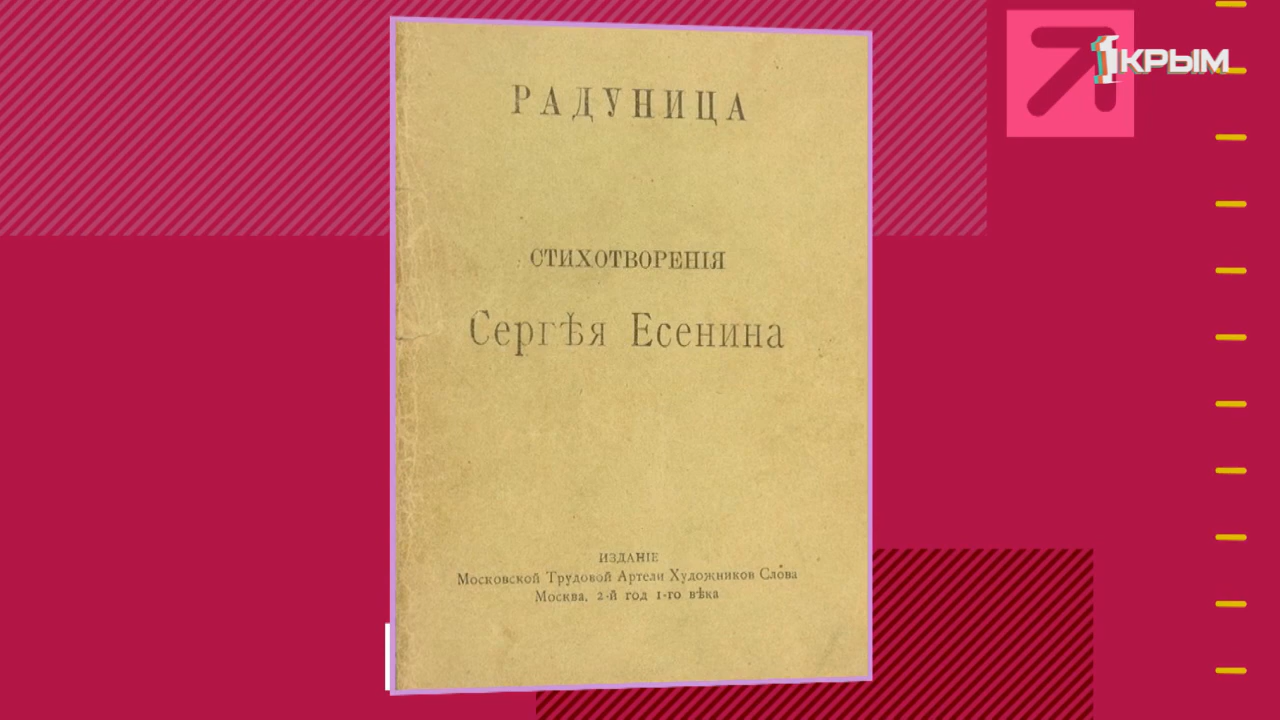 1КРЫМ
РАДУНИЦА
СТИХОТВОРЕНІЯ
Сергѣя Есенина
ИЗДАНІЕ
Московской Трудовой Артели Художников Слова
Москва, 2-й год 1-го вѣка